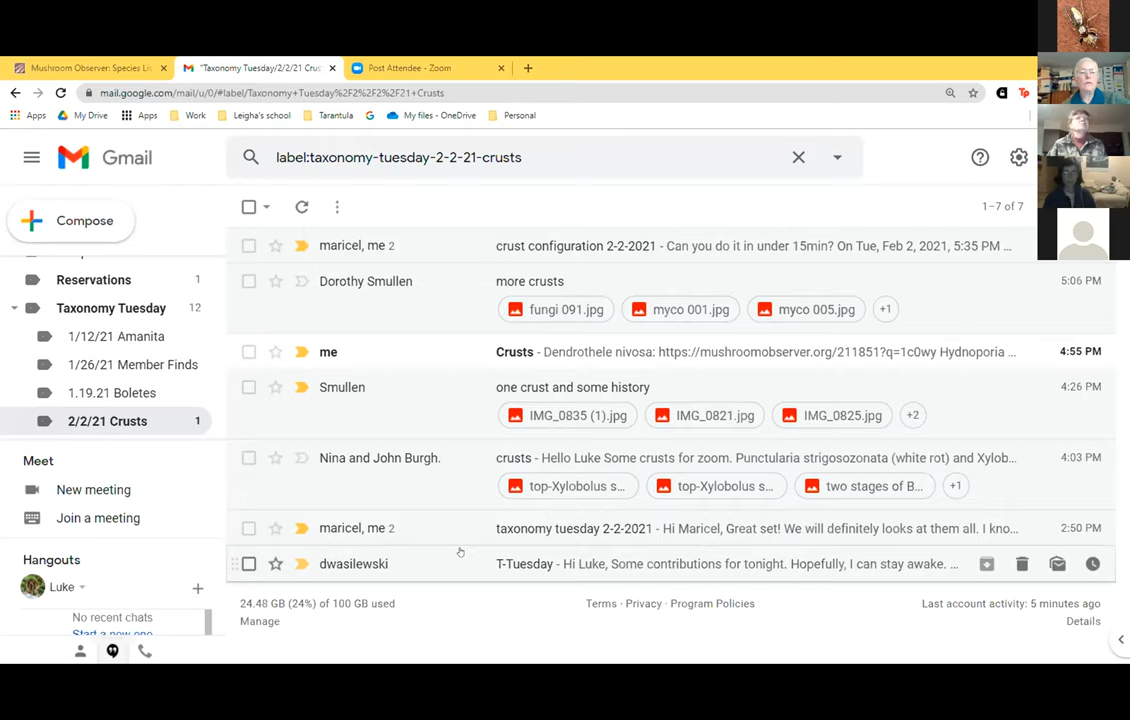 Mushroom Observer: Species Lis
"Taxonomy Tuesday/2/2/21 Crus
Post Attendee - Zoom
mail.google.com/mail/u/0/#label/Taxonomy+Tuesday%2F2%2F2%2F21+Crusts
Apps
My Drive
Apps
Work
Leigha's school
Tarantula
My files - OneDrive
Personal
Gmail
label:taxonomy-tuesday-2-2-21-crusts
Compose
1–7 of 7
Reservations 1
Taxonomy Tuesday 12
1/12/21 Amanita
1/26/21 Member Finds
1.19.21 Boletes
2/2/21 Crusts 1
Meet
New meeting
Join a meeting
Hangouts
Luke
No recent chats
Start a new one
maricel, me 2 crust configuration 2-2-2021 - Can you do it in under 15min? On Tue, Feb 2, 2021, 5:35 PM ...
Dorothy Smullen more crusts 5:06 PM
fungi 091.jpg myco 001.jpg myco 005.jpg +1
me Crusts - Dendrothele nivosa: https://mushroomobserver.org/211851?q=1c0wy Hydnoporia ... 4:55 PM
Smullen one crust and some history 4:26 PM
IMG_0835 (1).jpg IMG_0821.jpg IMG_0825.jpg +2
Nina and John Burgh. crusts - Hello Luke Some crusts for zoom. Punctularia strigosozonata (white rot) and Xylob... 4:03 PM
top-Xylobolus s... top-Xylobolus s... two stages of B... +1
maricel, me 2 taxonomy tuesday 2-2-2021 - Hi Maricel, Great set! We will definitely looks at them all. I kno... 2:50 PM
dwasilewski T-Tuesday - Hi Luke, Some contributions for tonight. Hopefully, I can stay awake. ...
24.48 GB (24%) of 100 GB used
Manage
Terms · Privacy · Program Policies
Last account activity: 5 minutes ago
Details